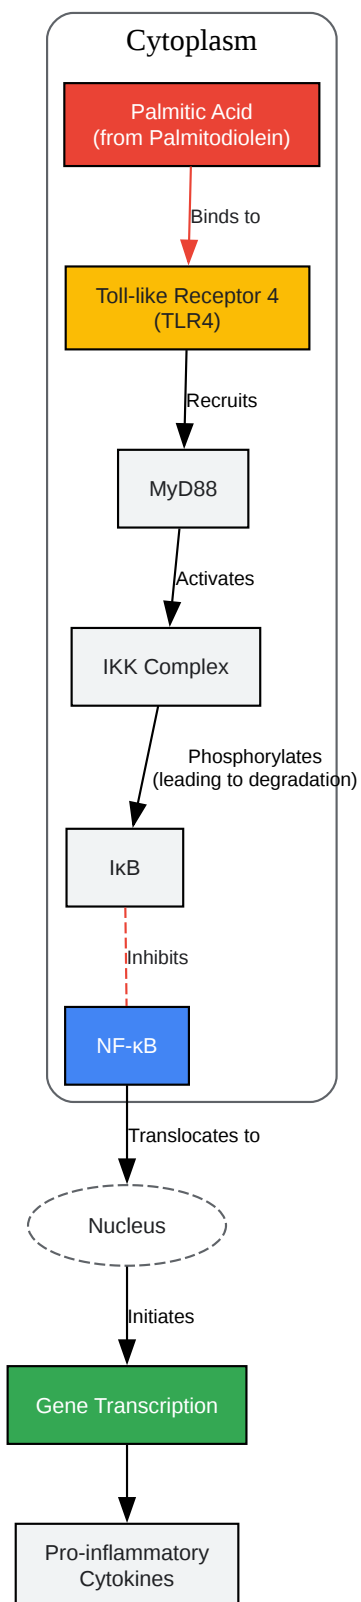 Cytoplasm
Palmitic Acid
(from Palmitodiolein)
Binds to
Toll-like Receptor 4
(TLR4)
Recruits
MyD88
Activates
IKK Complex
Phosphorylates
(leading to degradation)
IκB
Inhibits
NF-κB
Translocates to
Nucleus
Initiates
Gene Transcription
Pro-inflammatory
Cytokines